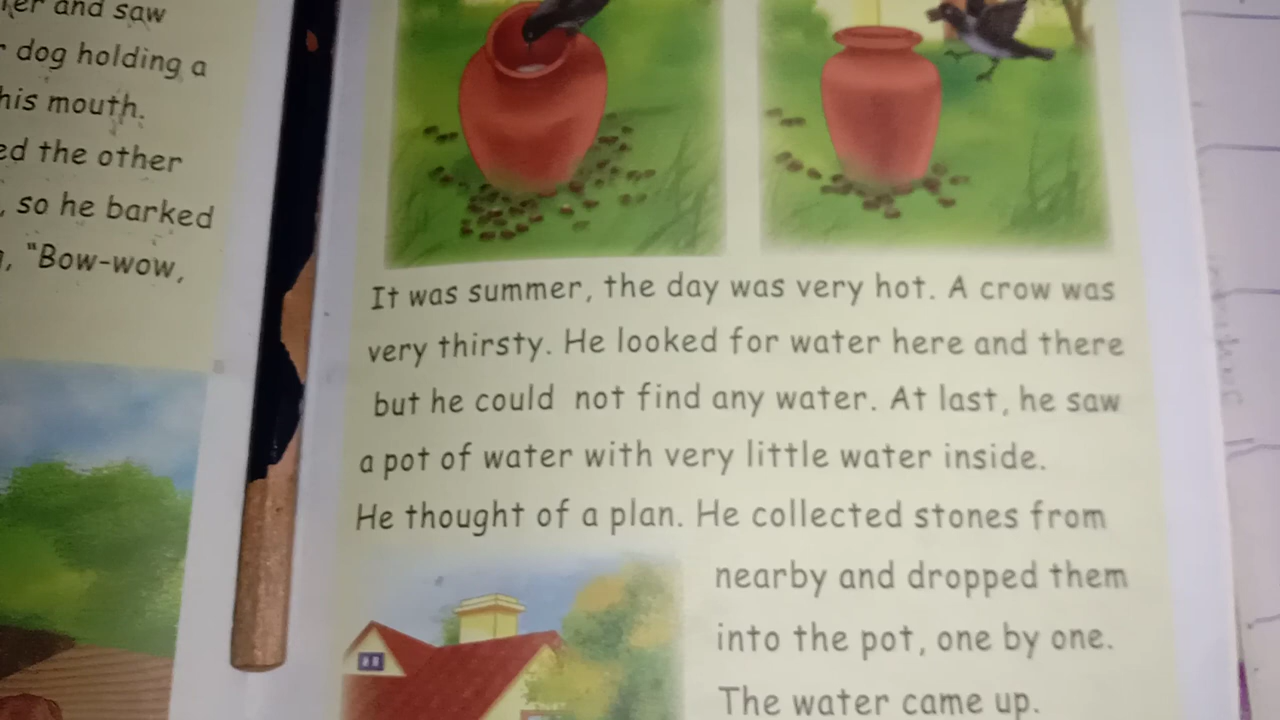 and saw
dog holding a
his mouth.
the other
, so he barked
, "Bow-wow,
It was summer, the day was very hot. A crow was
very thirsty. He looked for water here and there
but he could not find any water. At last, he saw
a pot of water with very little water inside.
He thought of a plan. He collected stones from
nearby and dropped them
into the pot, one by one.
The water came up.